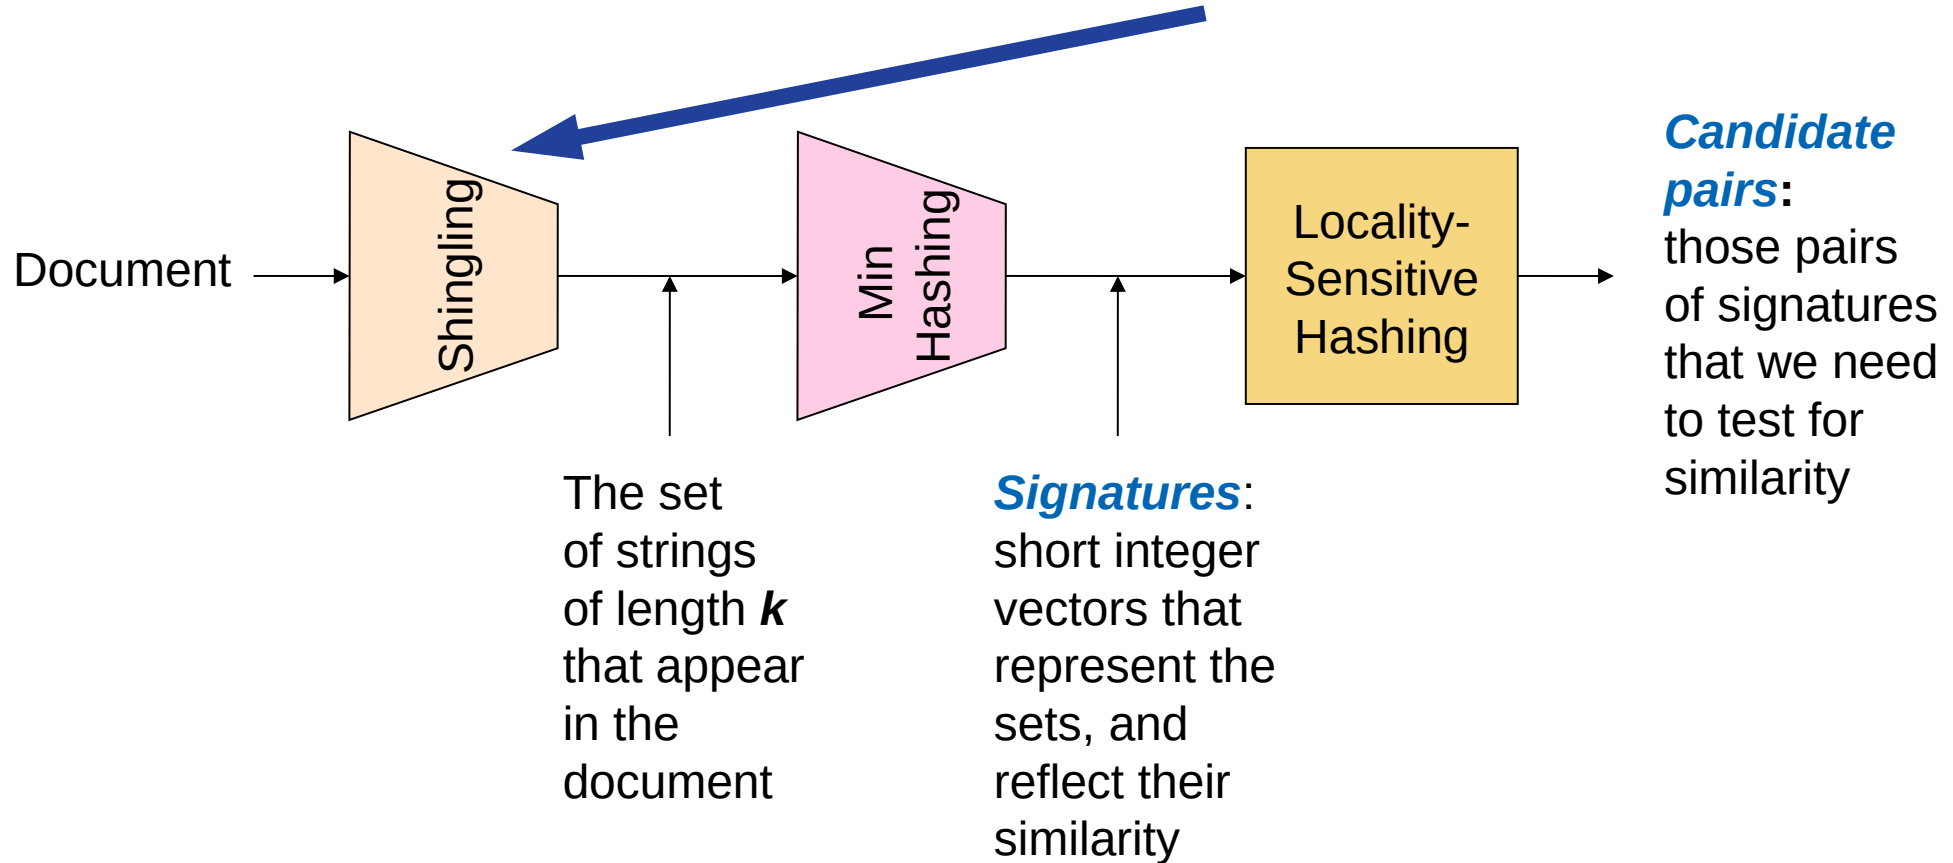 Document
Shingling
Min
Hashing
Locality-
Sensitive
Hashing
Candidate
pairs:
those pairs
of signatures
that we need
to test for
similarity
The set
of strings
of length k
that appear
in the
document
Signatures:
short integer
vectors that
represent the
sets, and
reflect their
similarity